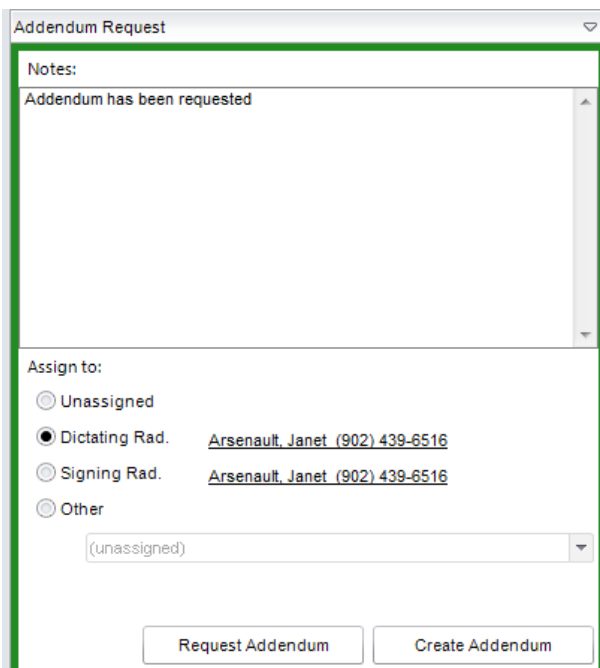 Addendum Request
Notes:
Addendum has been requested
Assign to:
Unassigned
Dictating Rad. Arsenault, Janet (902) 439-6516
Signing Rad. Arsenault, Janet (902) 439-6516
Other
(unassigned)
Request Addendum Create Addendum